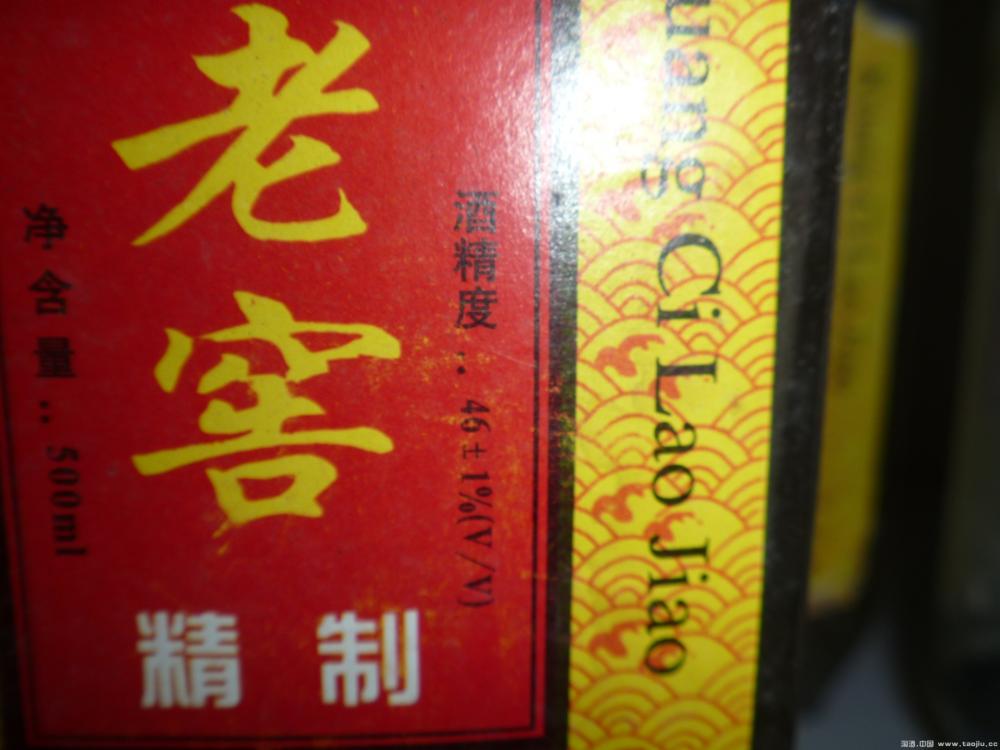 老窖
精制
净含量：500ml
酒精度：46±1%(V/V)
uang Ci Lao Jiao
淘酒.中国 www.taojiu.cc